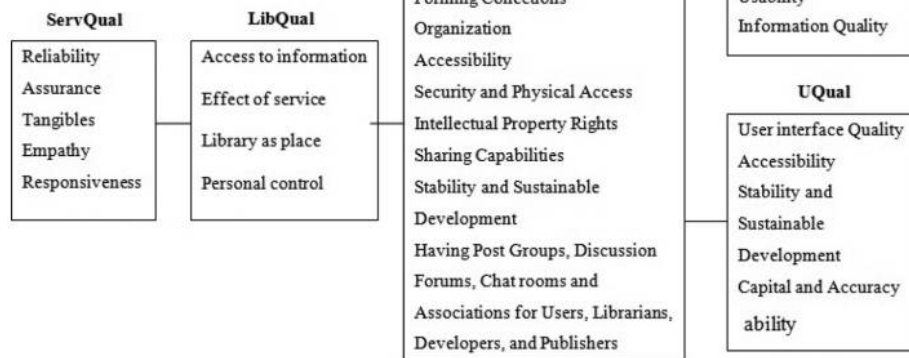 ServQual
Reliability
Assurance
Tangibles
Empathy
Responsiveness
LibQual
Access to information
Effect of service
Library as place
Personal control
Forming Collections
Organization
Accessibility
Security and Physical Access
Intellectual Property Rights
Sharing Capabilities
Stability and Sustainable
Development
Having Post Groups, Discussion
Forums, Chat rooms and
Associations for Users, Librarians,
Developers, and Publishers
Usability
Information Quality
UQual
User interface Quality
Accessibility
Stability and
Sustainable
Development
Capital and Accuracy
ability